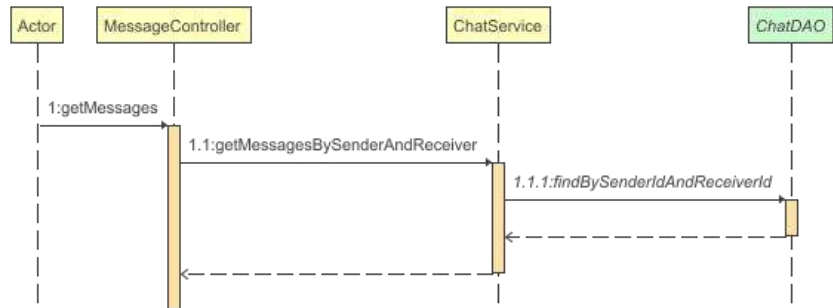 Actor
MessageController
ChatService
ChatDAO
1:getMessages
1.1:getMessagesBySenderAndReceiver
1.1.1:findBySenderIdAndReceiverId